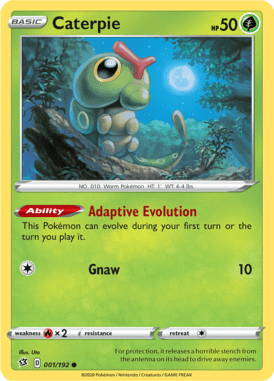 BASIC Caterpie HP 50
NO. 010 Worm Pokémon HT: 1' WT: 6.4 lbs.
Ability Adaptive Evolution
This Pokémon can evolve during your first turn or the
turn you play it.
Gnaw 10
weakness ×2 resistance retreat
Illus. Uto
001/192
For protection, it releases a horrible stench from
the antenna on its head to drive away enemies.
©2020 Pokémon / Nintendo / Creatures / GAME FREAK